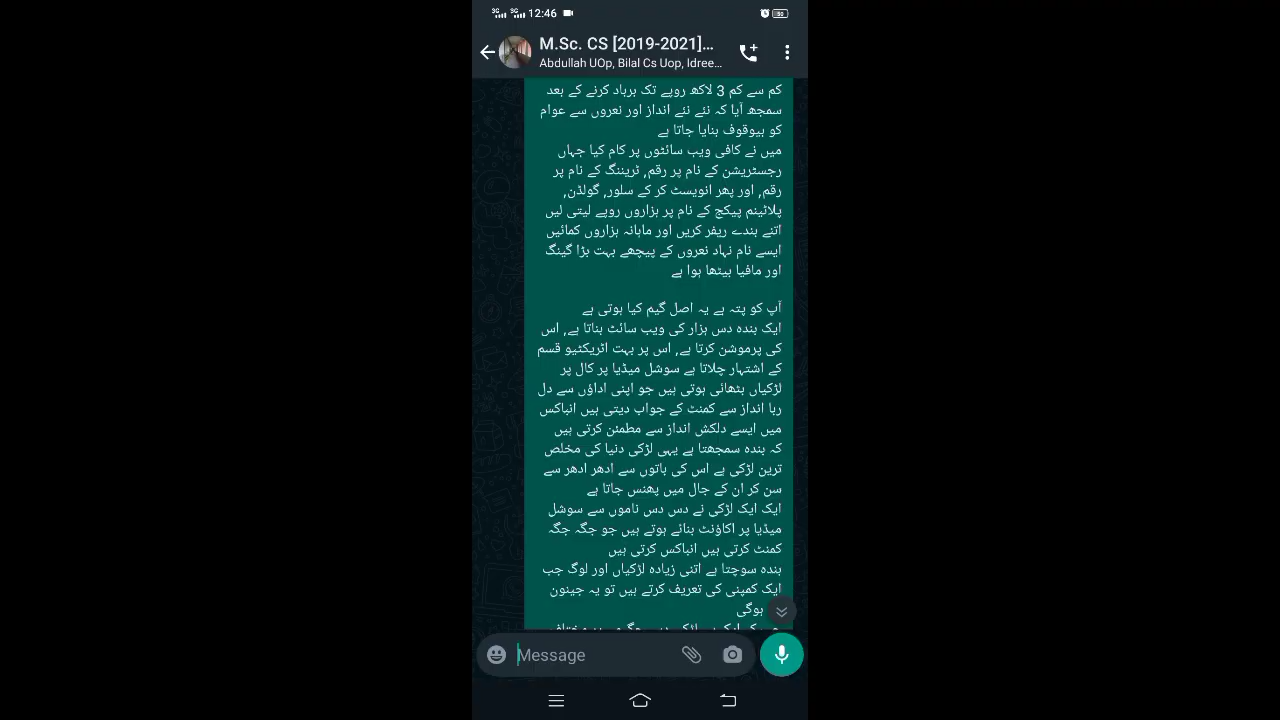 3G 3G 12:46 50
M.Sc. CS [2019-2021]...
Abdullah UOp, Bilal Cs Uop, Idree...
کم سے کم 3 لاکھ روپے تک برباد کرنے کے بعد
سمجھ آیا کہ نئے نئے انداز اور نعروں سے عوام
کو بیوقوف بنایا جاتا ہے
میں نے کافی ویب سائٹوں پر کام کیا جہاں
رجسٹریشن کے نام پر رقم, ٹریننگ کے نام پر
رقم, اور پھر انویسٹ کر کے سلور, گولڈن,
پلاٹینم پیکج کے نام پر ہزاروں روپے لیتی لیں
اتنے بندے ریفر کریں اور ماہانہ ہزاروں کمائیں
ایسے نام نہاد نعروں کے پیچھے بہت بڑا گینگ
اور مافیا بیٹھا ہوا ہے
آپ کو پتہ ہے یہ اصل گیم کیا ہوتی ہے
ایک بندہ دس ہزار کی ویب سائٹ بناتا ہے, اس
کی پرموشن کرتا ہے, اس پر بہت اٹریکٹیو قسم
کے اشتہار چلاتا ہے سوشل میڈیا پر کال پر
لڑکیاں بٹھائی ہوتی ہیں جو اپنی اداؤں سے دل
ربا انداز سے کمنٹ کے جواب دیتی ہیں انباکس
میں ایسے دلکش انداز سے مطمئن کرتی ہیں
کہ بندہ سمجھتا ہے یہی لڑکی دنیا کی مخلص
ترین لڑکی ہے اس کی باتوں سے ادھر ادھر سے
سن کر ان کے جال میں پھنس جاتا ہے
ایک ایک لڑکی نے دس دس ناموں سے سوشل
میڈیا پر اکاؤنٹ بنائے ہوتے ہیں جو جگہ جگہ
کمنٹ کرتی ہیں انباکس کرتی ہیں
بندہ سوچتا ہے اتنی زیادہ لڑکیاں اور لوگ جب
ایک کمپنی کی تعریف کرتے ہیں تو یہ جینون
ہوگی
Message